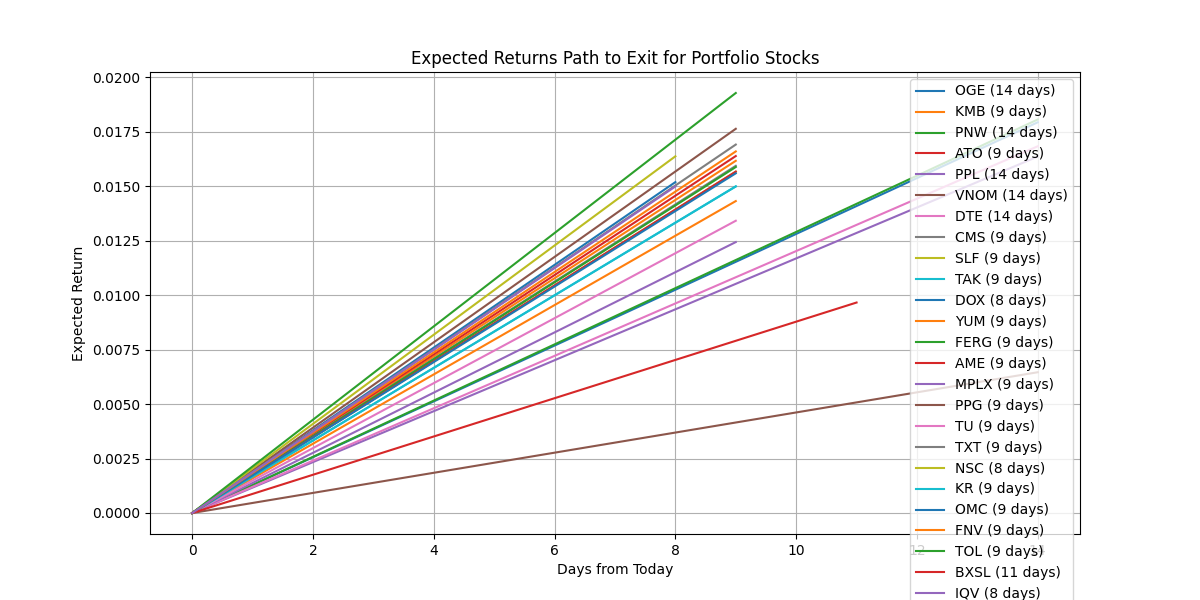 Expected Returns Path to Exit for Portfolio Stocks
Expected Return
0.0200
0.0175
0.0150
0.0125
0.0100
0.0075
0.0050
0.0025
0.0000
0 2 4 6 8 10 12 14
Days from Today
OGE (14 days)
KMB (9 days)
PNW (14 days)
ATO (9 days)
PPL (14 days)
VNOM (14 days)
DTE (14 days)
CMS (9 days)
SLF (9 days)
TAK (9 days)
DOX (8 days)
YUM (9 days)
FERG (9 days)
AME (9 days)
MPLX (9 days)
PPG (9 days)
TU (9 days)
TXT (9 days)
NSC (8 days)
KR (9 days)
OMC (9 days)
FNV (9 days)
TOL (9 days)
BXSL (11 days)
IQV (8 days)